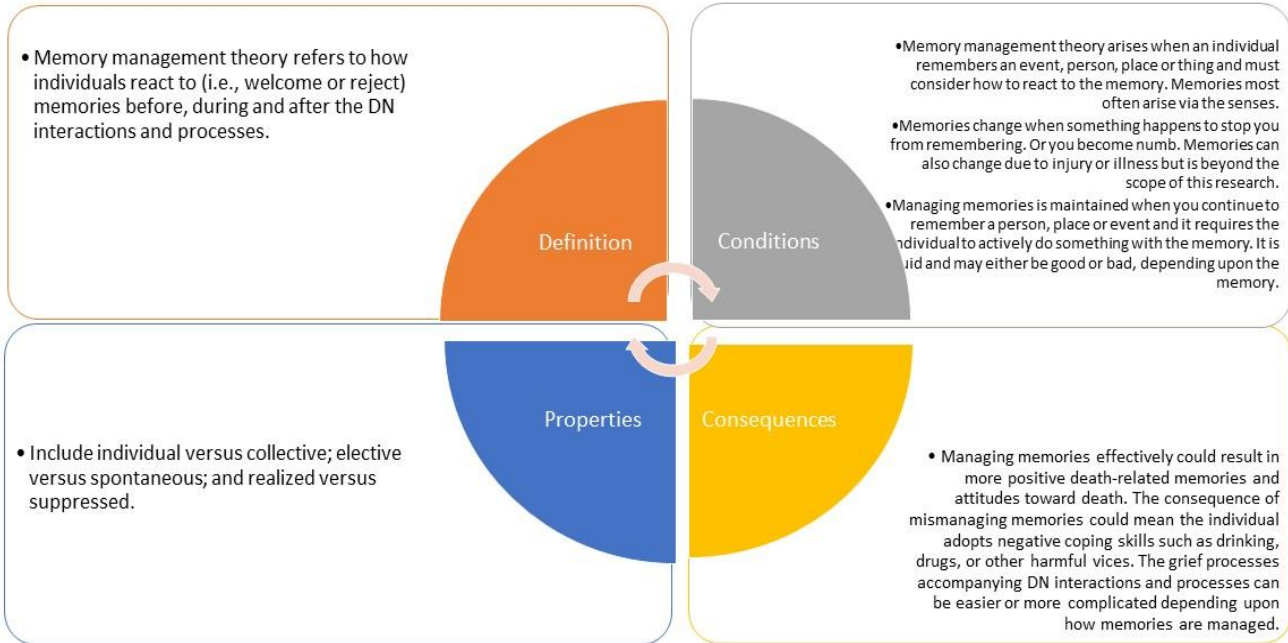 • Memory management theory refers to how
individuals react to (i.e., welcome or reject)
memories before, during and after the DN
interactions and processes.
Definition
•Memory management theory arises when an individual
remembers an event, person, place or thing and must
consider how to react to the memory. Memories most
often arise via the senses.
•Memories change when something happens to stop you
from remembering. Or you become numb. Memories can
also change due to injury or illness but is beyond the
scope of this research.
•Managing memories is maintained when you continue to
remember a person, place or event and it requires the
ndividual to actively do something with the memory. It is
uid and may either be good or bad, depending upon the
memory.
Conditions
• Include individual versus collective; elective
versus spontaneous; and realized versus
suppressed.
Properties
Consequences
• Managing memories effectively could result in
more positive death-related memories and
attitudes toward death. The consequence of
mismanaging memories could mean the individual
adopts negative coping skills such as drinking,
drugs, or other harmful vices. The grief processes
accompanying DN interactions and processes can
be easier or more complicated depending upon
how memories are managed.